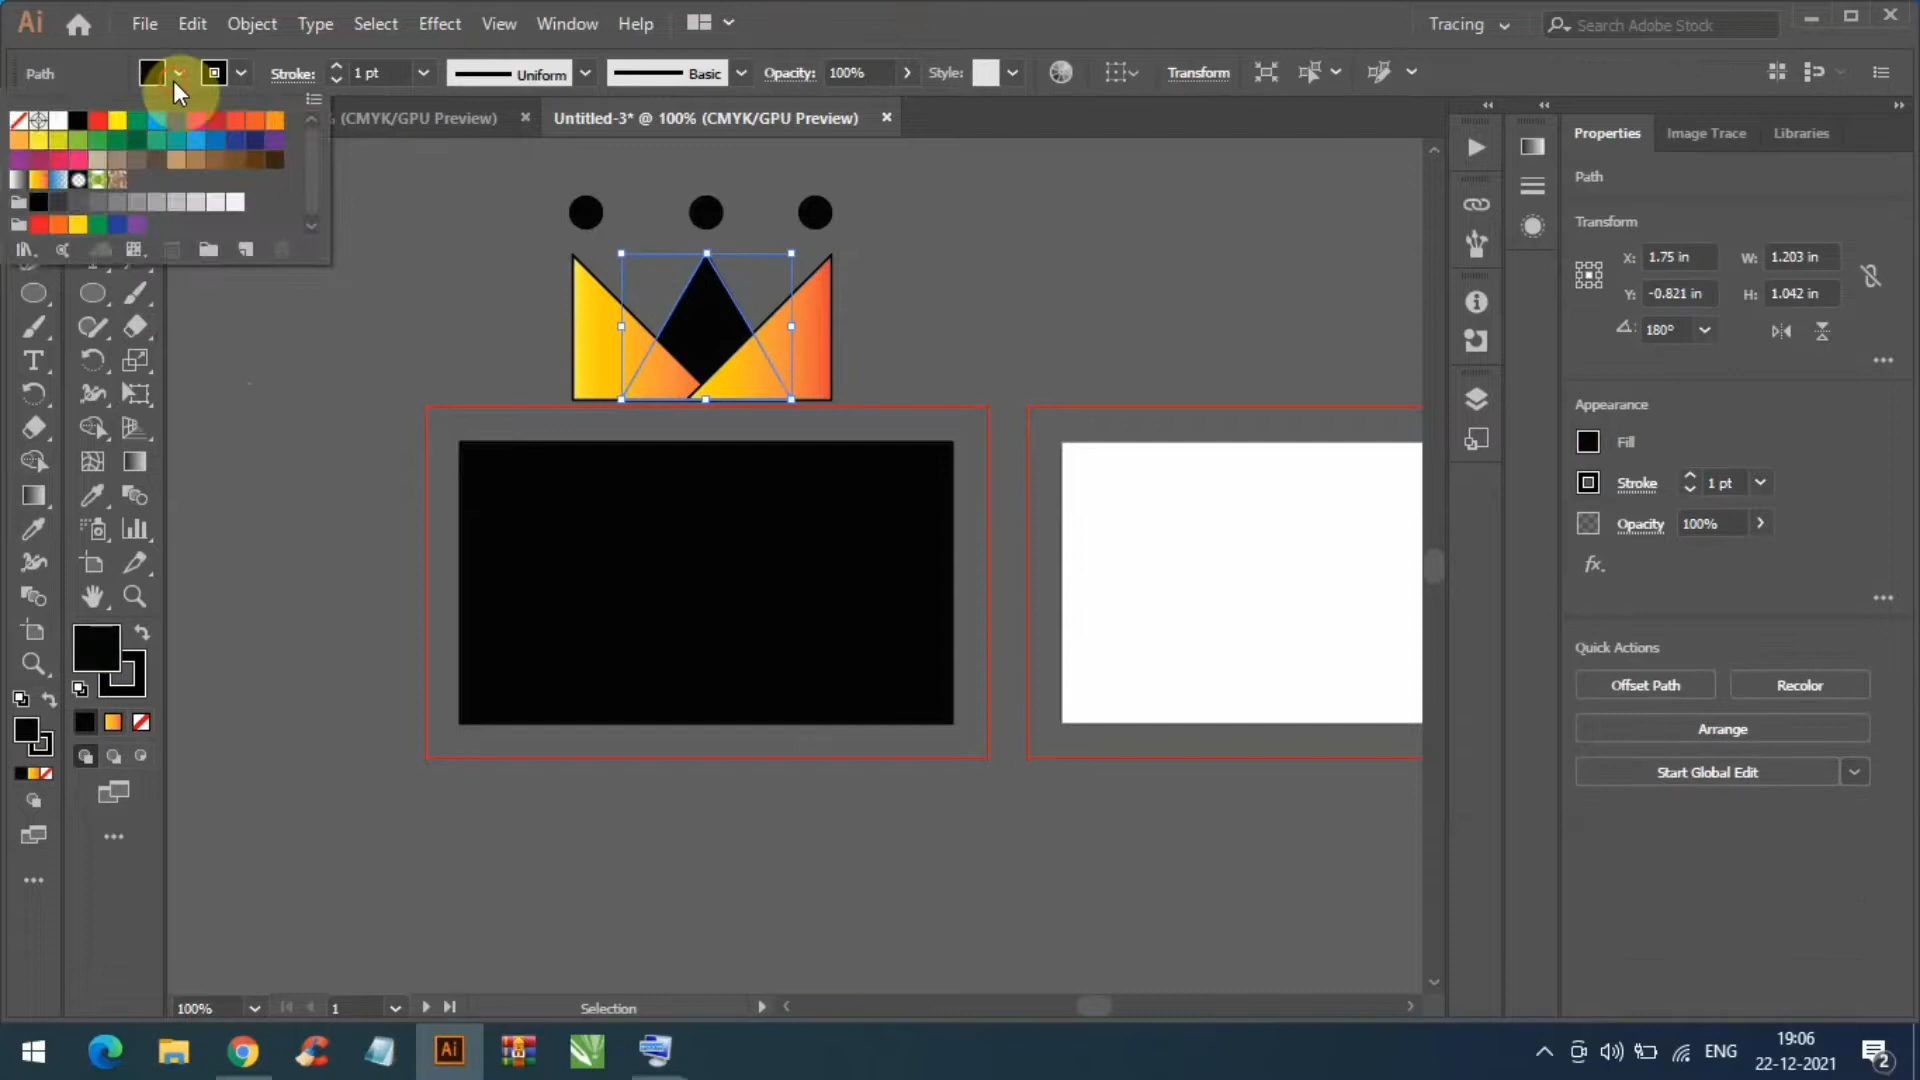 Ai File Edit Object Type Select Effect View Window Help Tracing Search Adobe Stock
Path Stroke: 1 pt Uniform Basic Opacity: 100% Style: Transform
% (CMYK/GPU Preview) × Untitled-3* @ 100% (CMYK/GPU Preview) ×
Properties Image Trace Libraries
Path
Transform
X: 1.75 in W: 1.203 in
Y: -0.821 in H: 1.042 in
180°
Appearance
Fill
Stroke 1 pt
Opacity 100%
fx.
Quick Actions
Offset Path Recolor
Arrange
Start Global Edit
100% 1 Selection
Ai ENG 19:06
22-12-2021 2